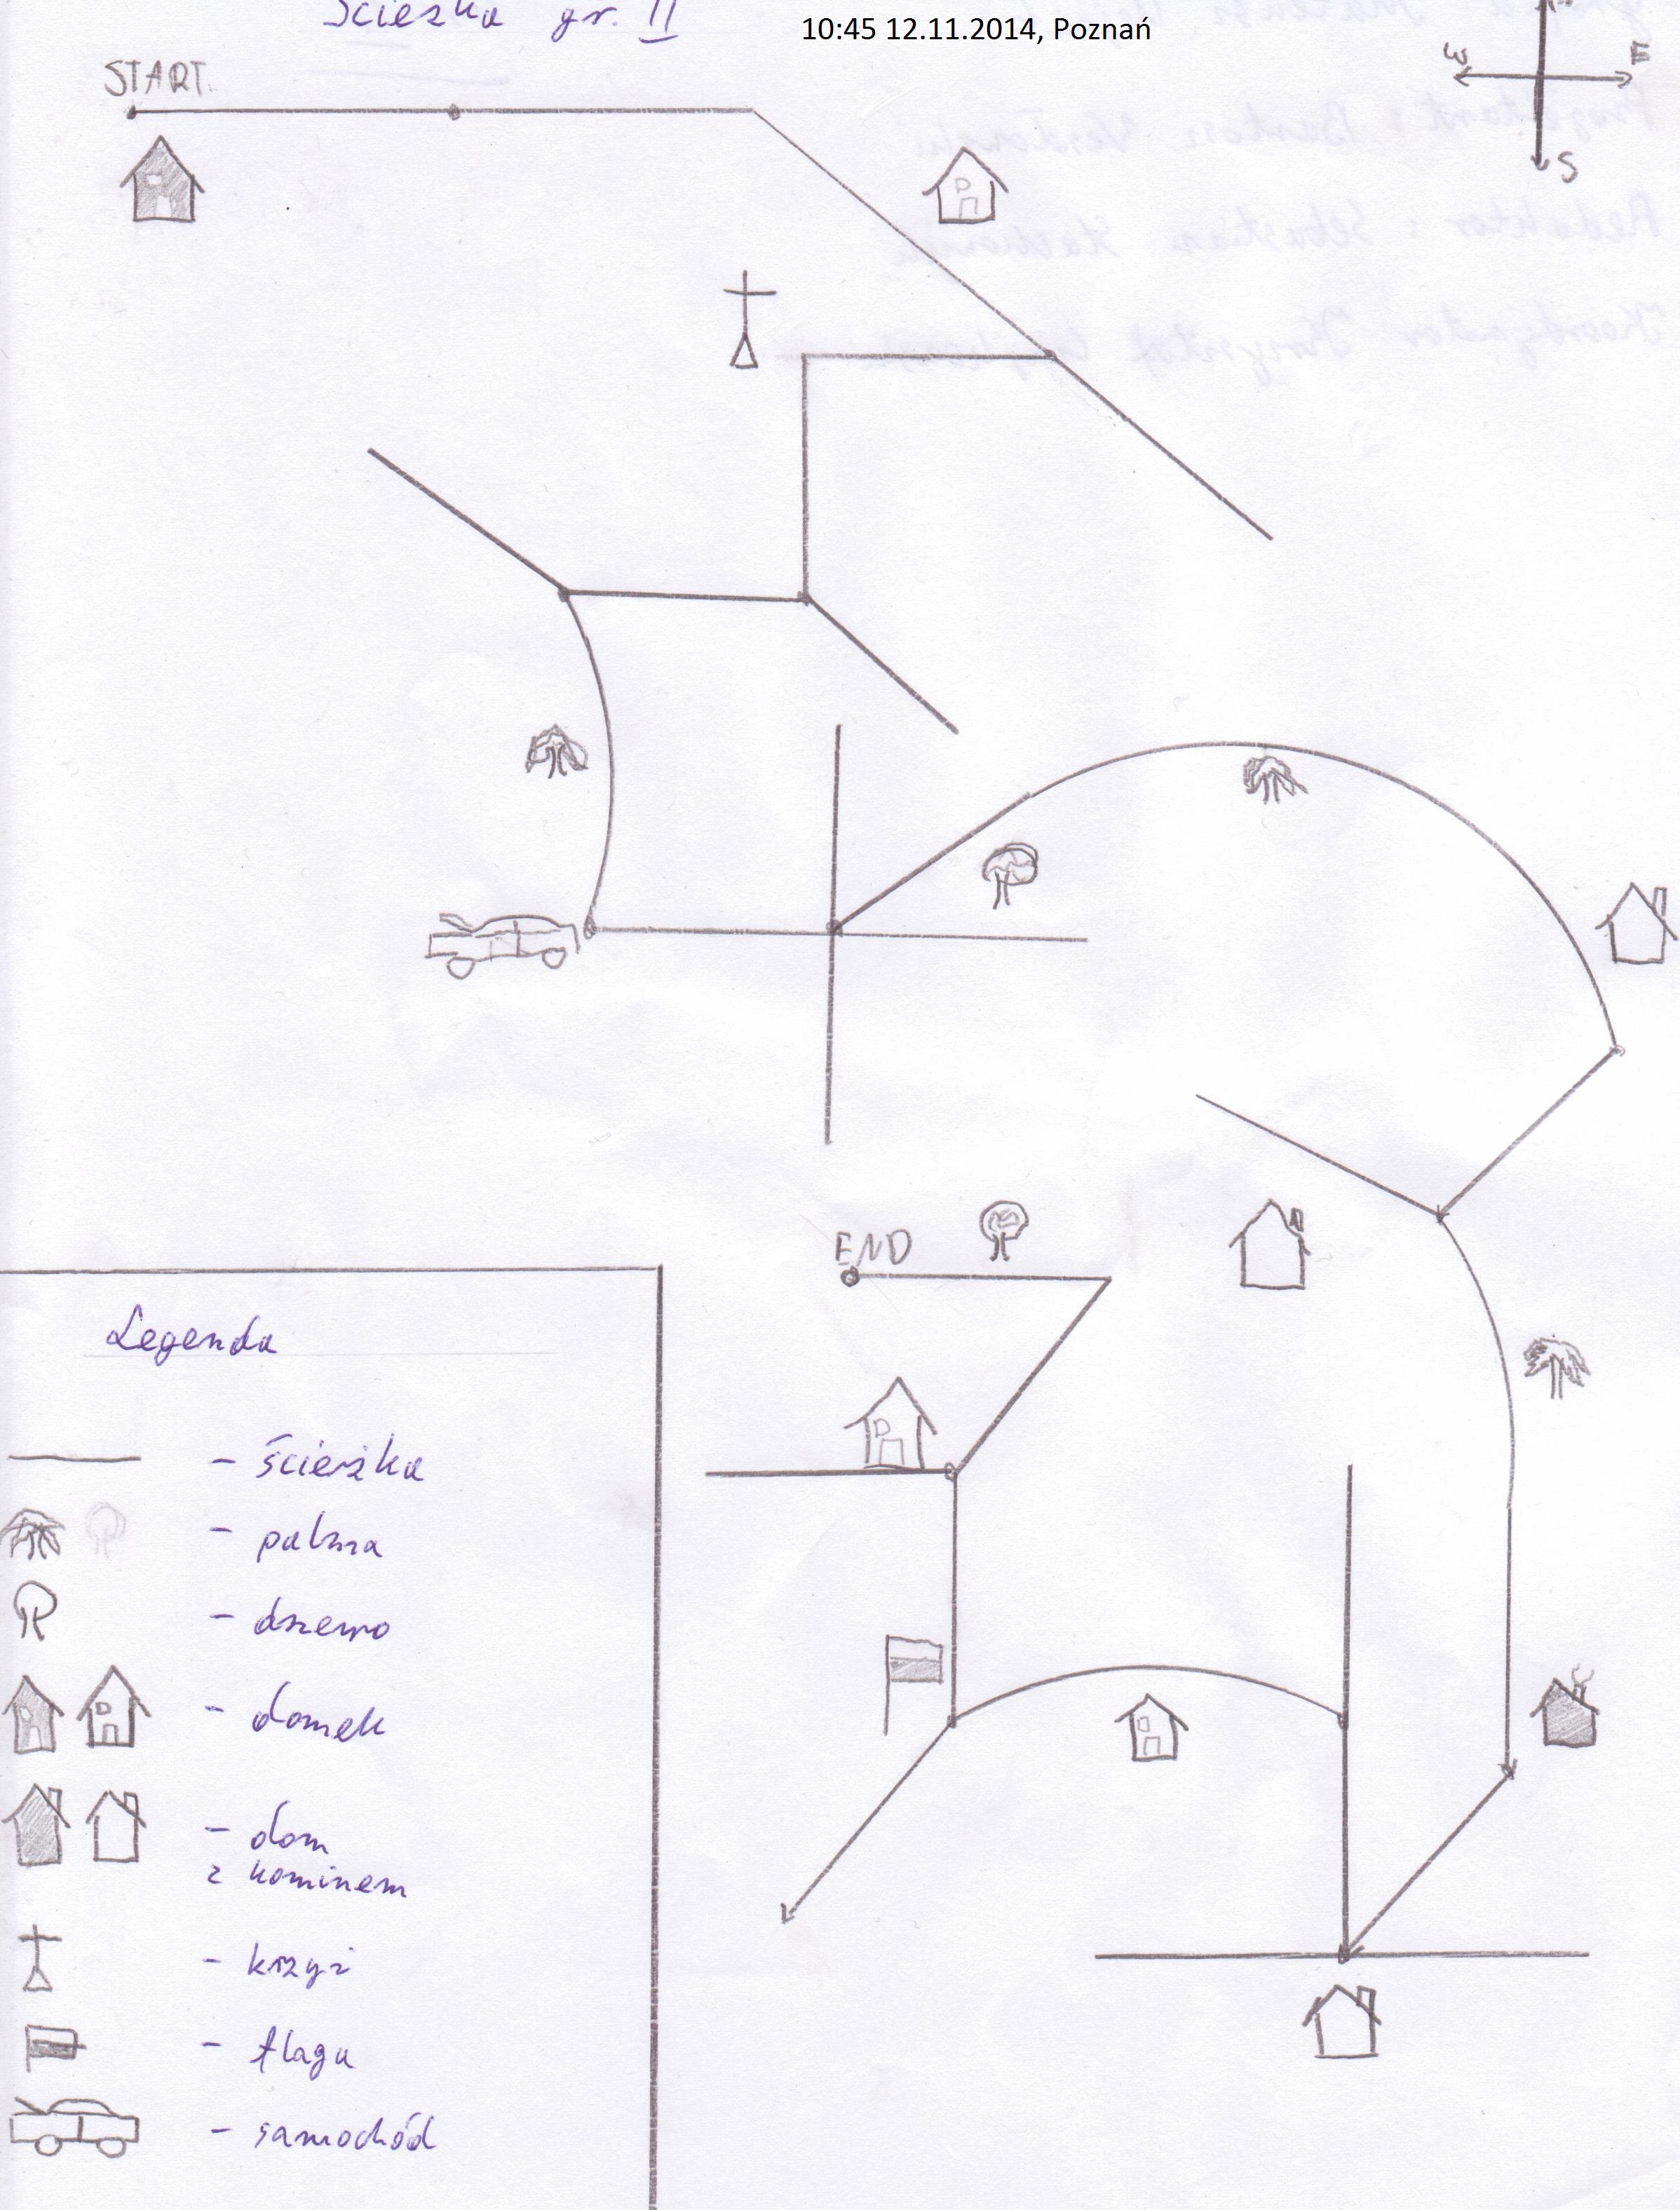 Ścieżka gr. II
10:45 12.11.2014, Poznań
START.
W E
S
END
Legenda
- ścieżka
- palma
- drzewo
- domek
- dom
z kominem
- krzyż
- flaga
- samochód